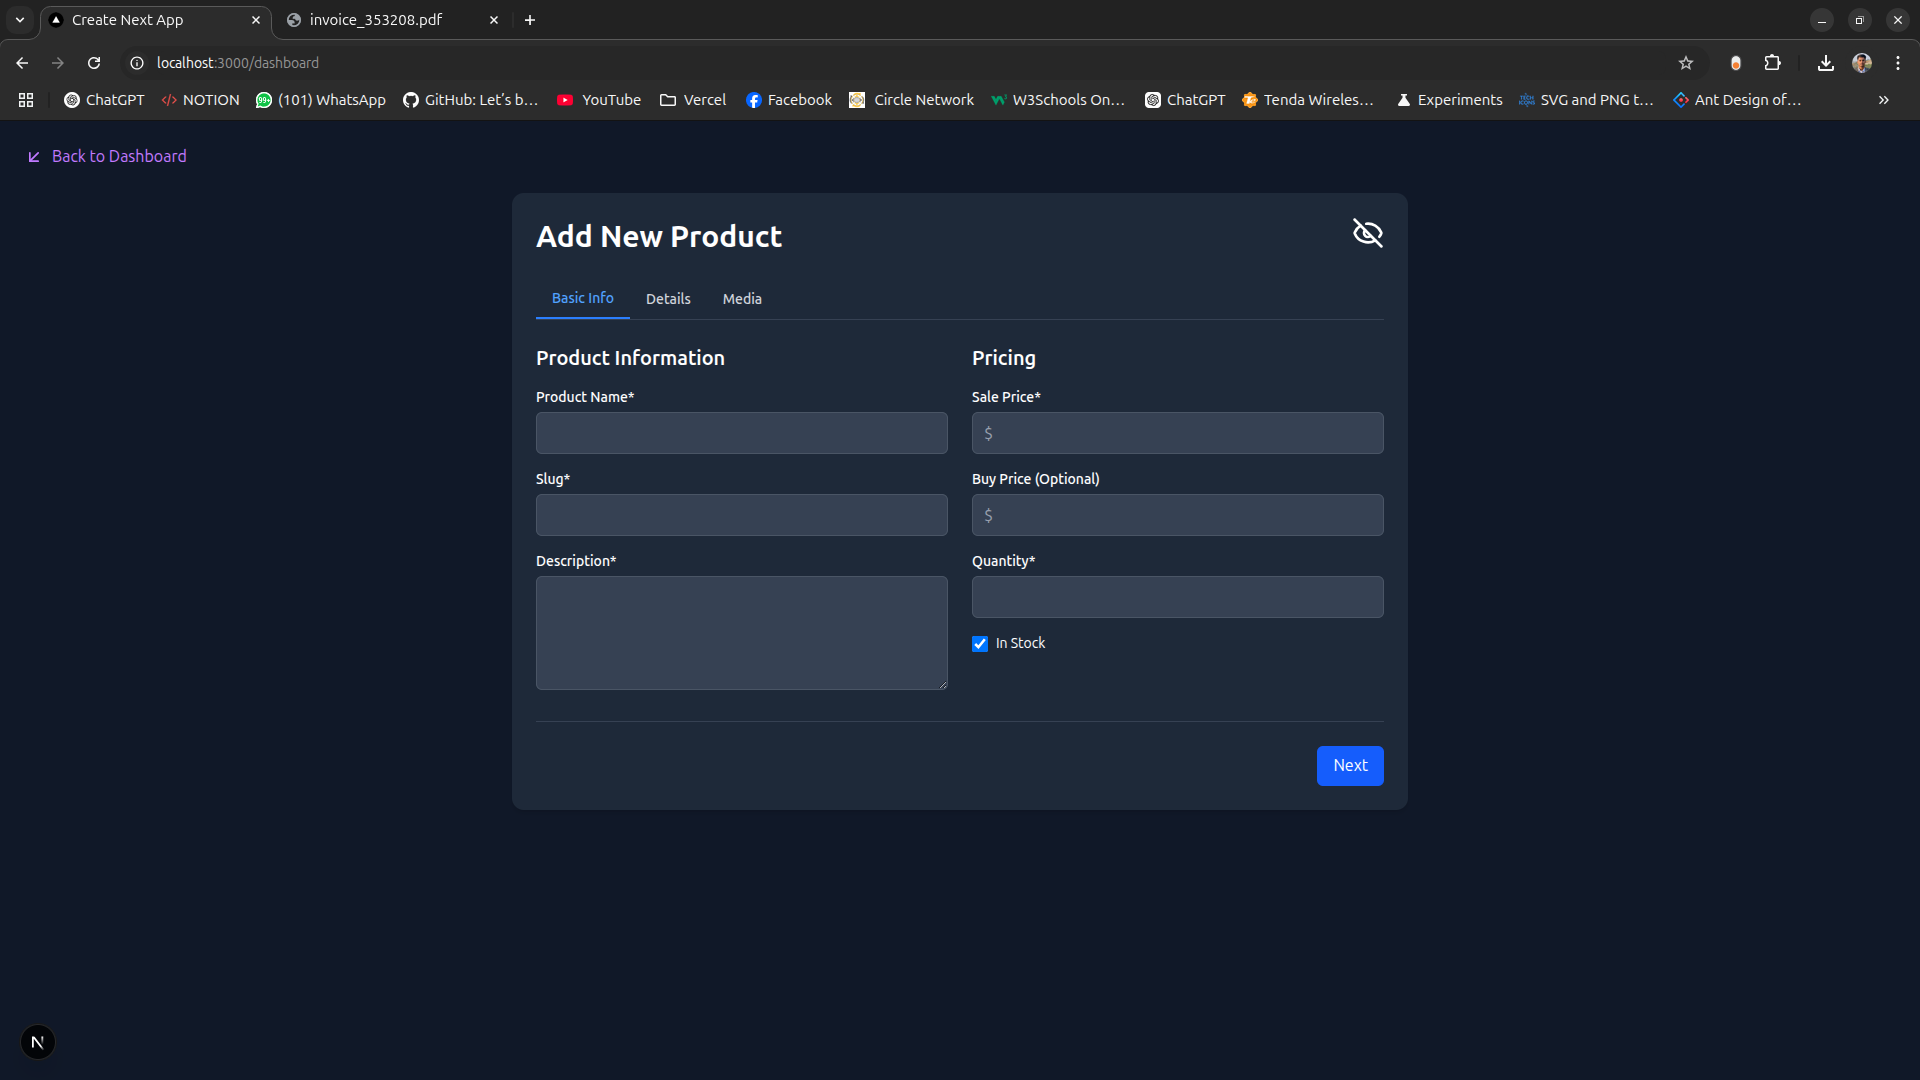 Create Next App
invoice_353208.pdf
localhost:3000/dashboard
ChatGPT
NOTION
99+
(101) WhatsApp
GitHub: Let's b...
YouTube
Vercel
Facebook
Circle Network
W3Schools On...
ChatGPT
Tenda Wireles...
Experiments
SVG and PNG t...
Ant Design of...
Back to Dashboard
Add New Product
Basic Info
Details
Media
Product Information
Product Name*
Slug*
Description*
Pricing
Sale Price*
$
Buy Price (Optional)
$
Quantity*
In Stock
Next
N